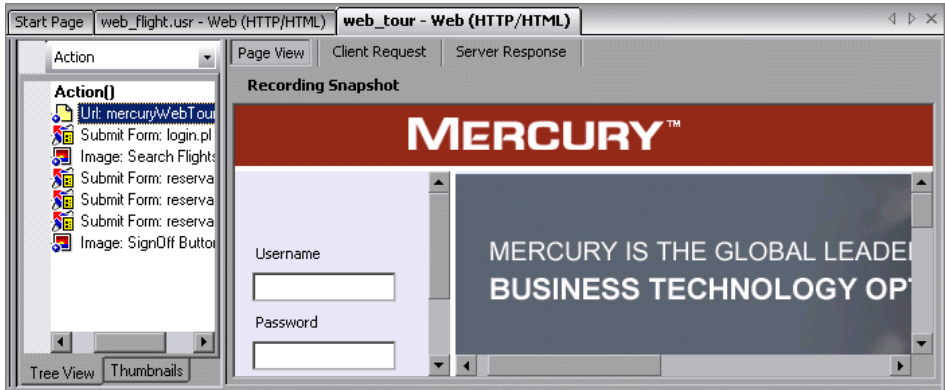 Start Page web_flight.usr - Web (HTTP/HTML) web_tour - Web (HTTP/HTML)
Action
Action()
Url: mercuryWebTour
Submit Form: login.pl
Image: Search Flights
Submit Form: reserva
Submit Form: reserva
Submit Form: reserva
Image: SignOff Button
Tree View Thumbnails
Page View Client Request Server Response
Recording Snapshot
MERCURY™
Username
Password
MERCURY IS THE GLOBAL LEADE
BUSINESS TECHNOLOGY OPT